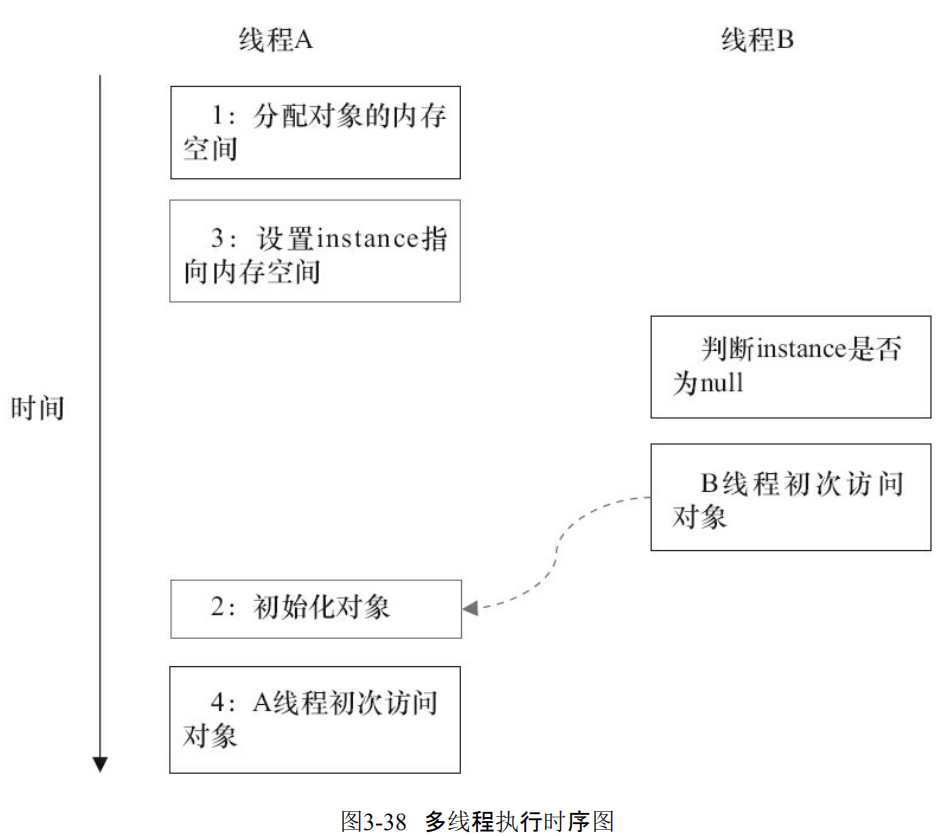 线程A
线程B
1：分配对象的内存
空间
3：设置instance指
向内存空间
判断instance是否
为null
时间
B线程初次访问
对象
2：初始化对象
4：A线程初次访问
对象
图3-38 多线程执行时序图